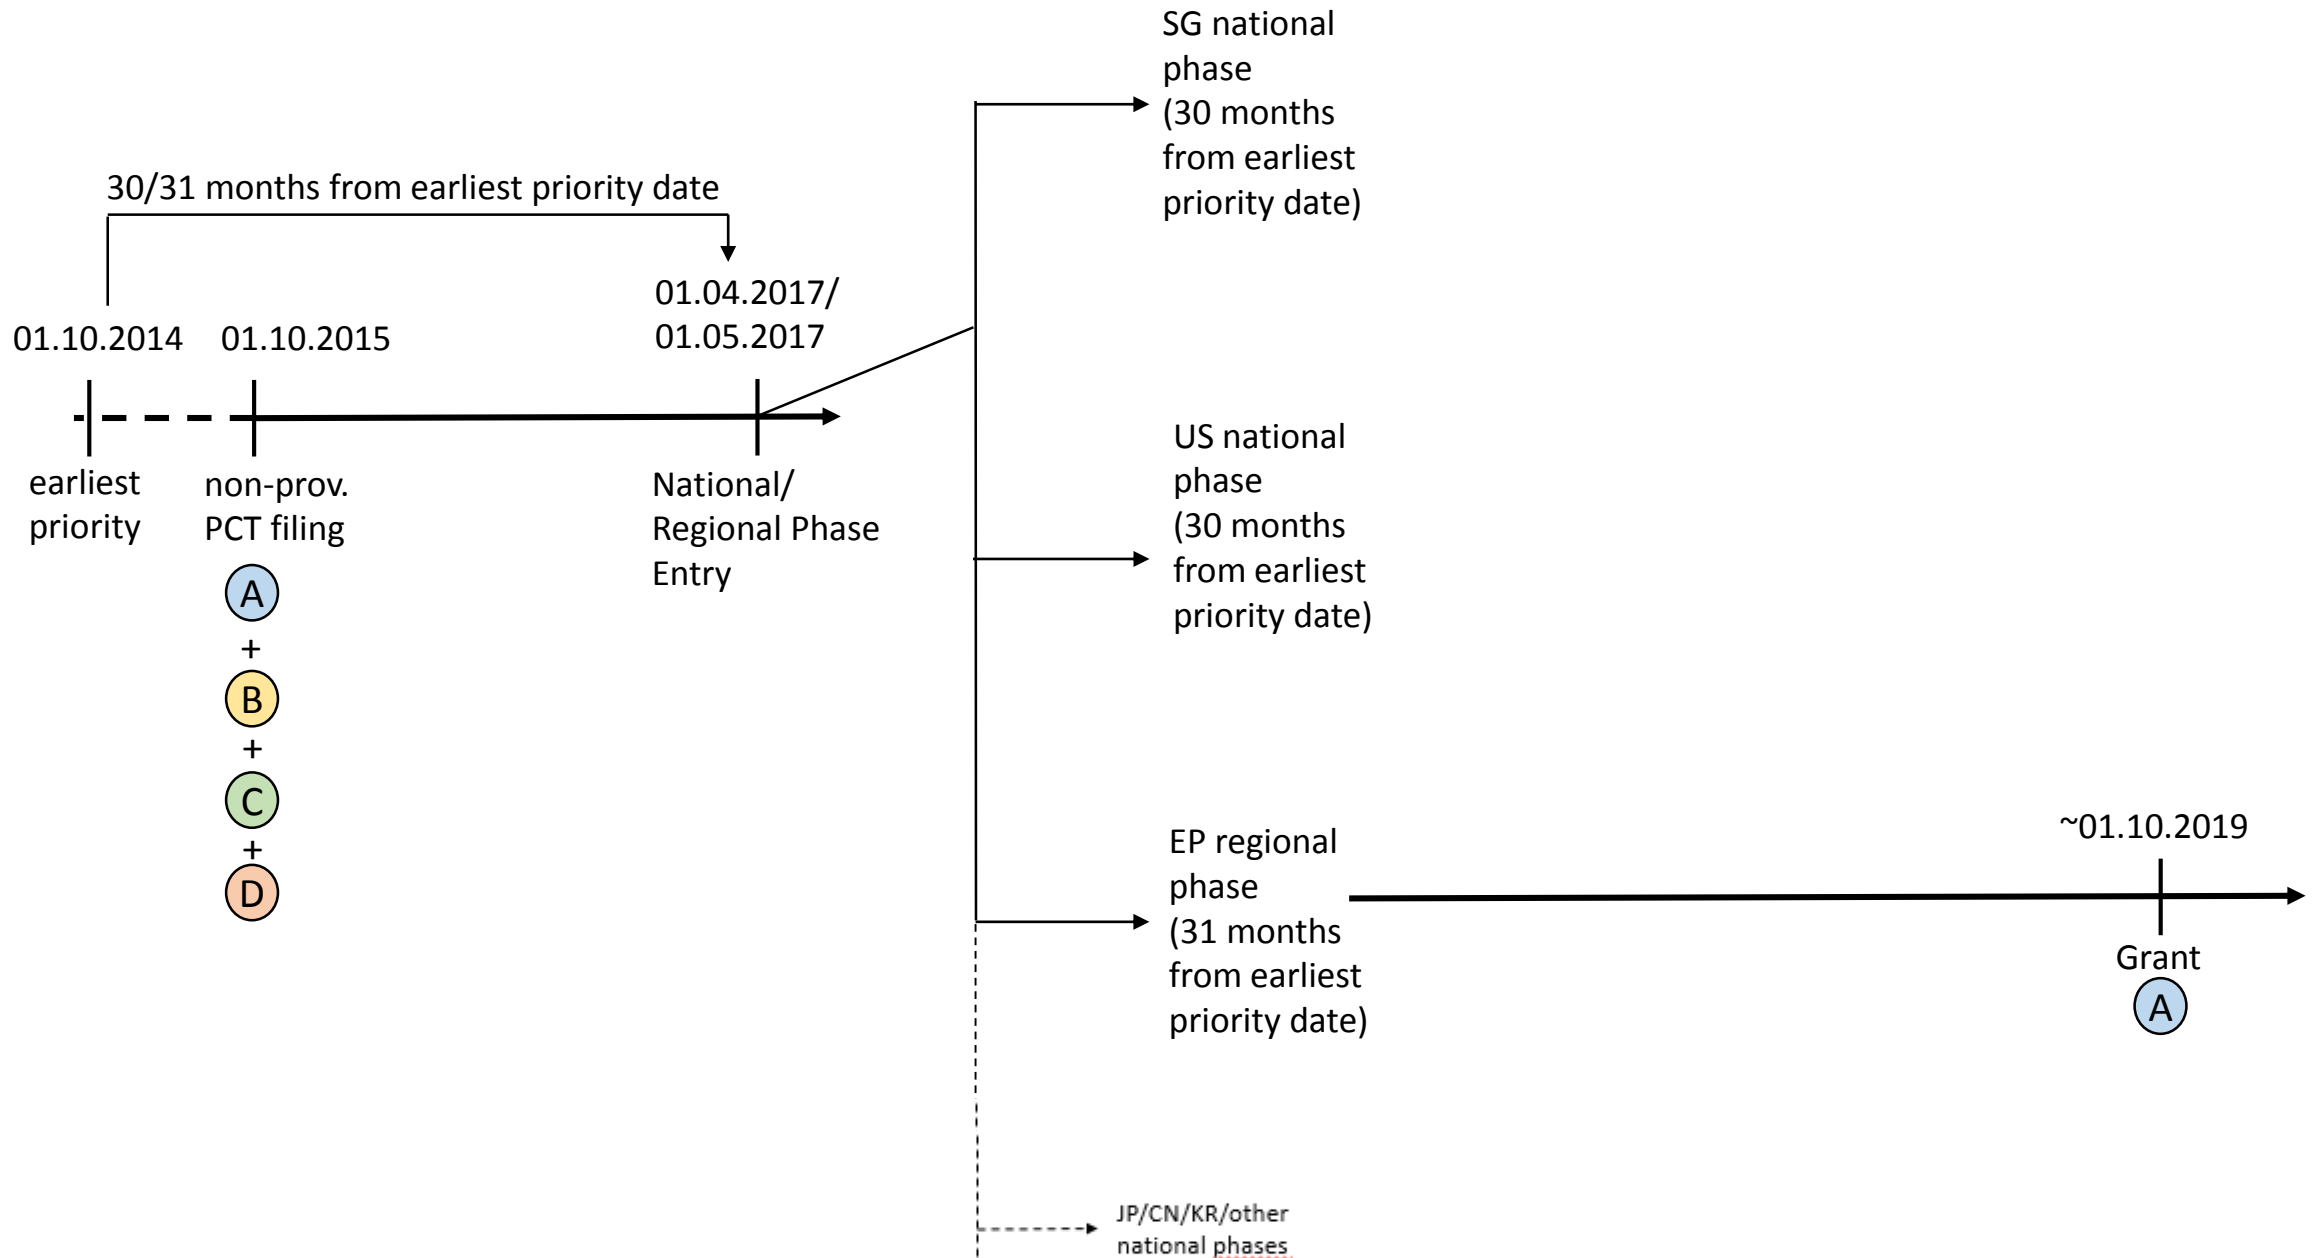 SG national
phase
(30 months
from earliest
priority date)
30/31 months from earliest priority date
01.10.2014
01.10.2015
01.04.2017/
01.05.2017
earliest
priority
non-prov.
PCT filing
A
+
B
+
C
+
D
National/
Regional Phase
Entry
US national
phase
(30 months
from earliest
priority date)
EP regional
phase
(31 months
from earliest
priority date)
~01.10.2019
Grant
A
JP/CN/KR/other
national phases